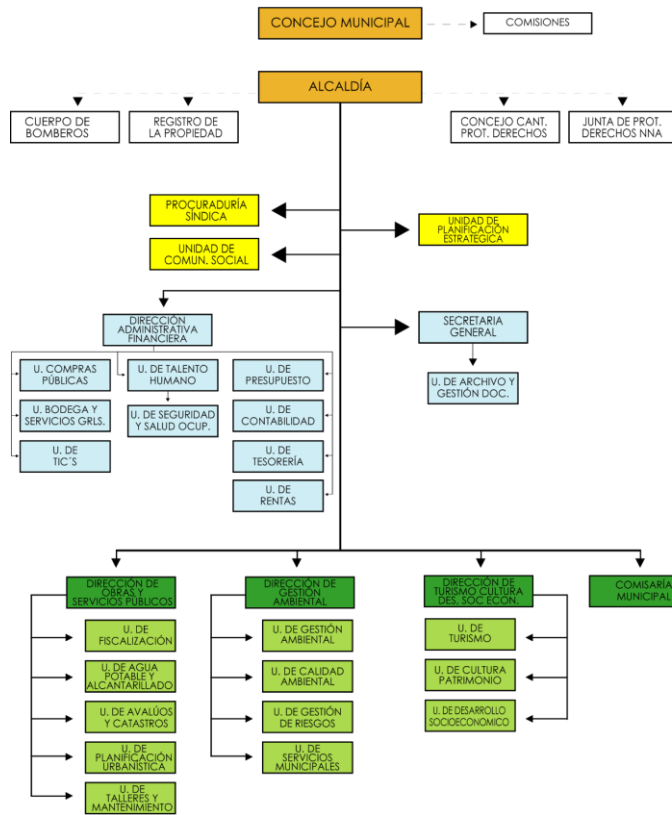 CONCEJO MUNICIPAL
COMISIONES
ALCALDÍA
CUERPO DE
BOMBEROS
REGISTRO DE
LA PROPIEDAD
CONCEJO CANT.
PROT. DERECHOS
JUNTA DE PROT.
DERECHOS NNA
PROCURADURÍA
SÍNDICA
UNIDAD DE
PLANIFICACIÓN
ESTRATEGICA
UNIDAD DE
COMUN. SOCIAL
DIRECCIÓN
ADMINISTRATIVA
FINANCIERA
SECRETARIA
GENERAL
U. COMPRAS
PÚBLICAS
U. DE TALENTO
HUMANO
U. DE
PRESUPUESTO
U. DE ARCHIVO Y
GESTIÓN DOC.
U. BODEGA Y
SERVICIOS GRLS.
U. DE SEGURIDAD
Y SALUD OCUP.
U. DE
CONTABILIDAD
U. DE
TIC´S
U. DE
TESORERÍA
U. DE
RENTAS
DIRECCIÓN DE
OBRAS Y
SERVICIOS PÚBLICOS
DIRECCIÓN DE
GESTIÓN
AMBIENTAL
DIRECCIÓN DE
TURISMO CULTURA
DES. SOC ECON.
COMISARÍA
MUNICIPAL
U. DE
FISCALIZACIÓN
U. DE AGUA
POTABLE Y
ALCANTARILLADO
U. DE AVALÚOS
Y CATASTROS
U. DE
PLANIFICACIÓN
URBANÍSTICA
U. DE
TALLERES Y
MANTENIMIENTO
U. DE GESTIÓN
AMBIENTAL
U. DE CALIDAD
AMBIENTAL
U. DE GESTIÓN
DE RIESGOS
U. DE
SERVICIOS
MUNICIPALES
U. DE
TURISMO
U. DE CULTURA
PATRIMONIO
U. DE DESARROLLO
SOCIOECONOMICO